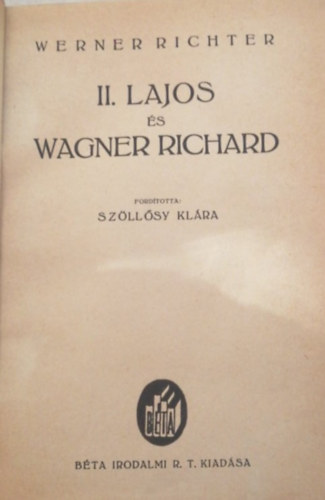 WERNER RICHTER
II. LAJOS
ÉS
WAGNER RICHARD
FORDÍTOTTA:
SZÖLLŐSY KLÁRA
BÉTA
BÉTA IRODALMI R. T. KIADÁSA